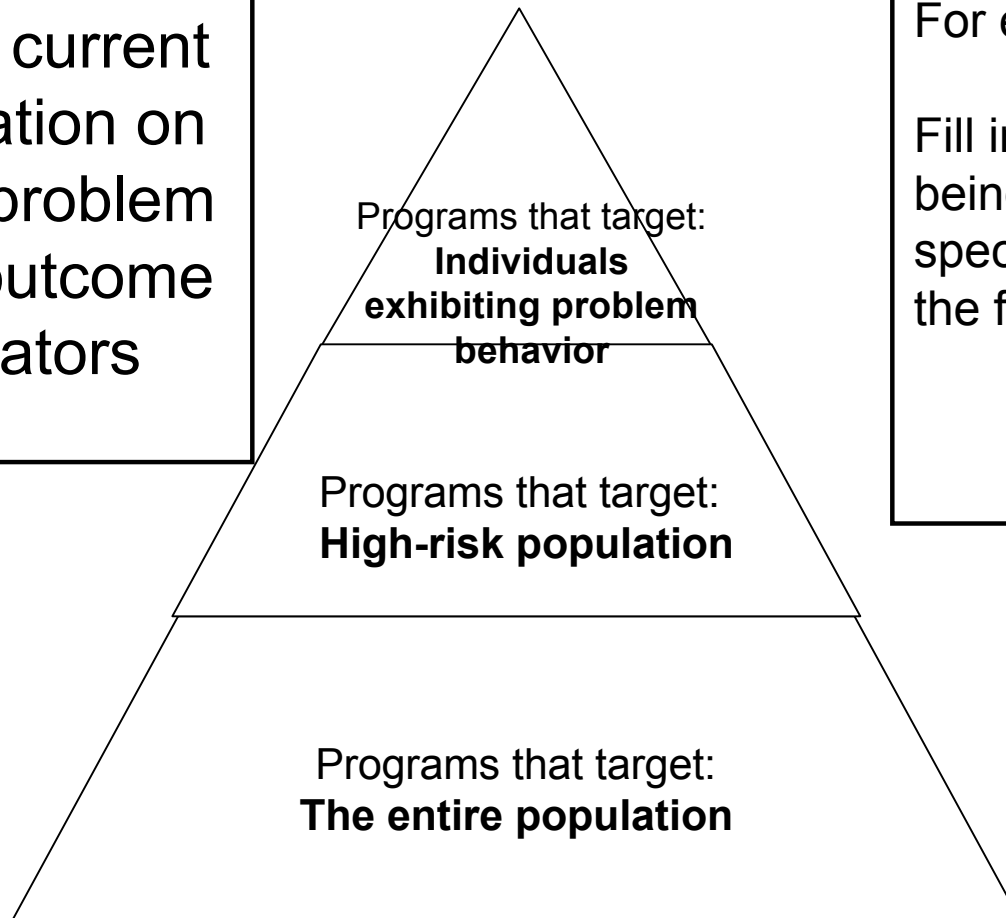 current
ation on
problem
outcome
ators
Programs that target:
Individuals
exhibiting problem
behavior
Programs that target:
High-risk population
Programs that target:
The entire population
For e
Fill i
bein
spec
the f